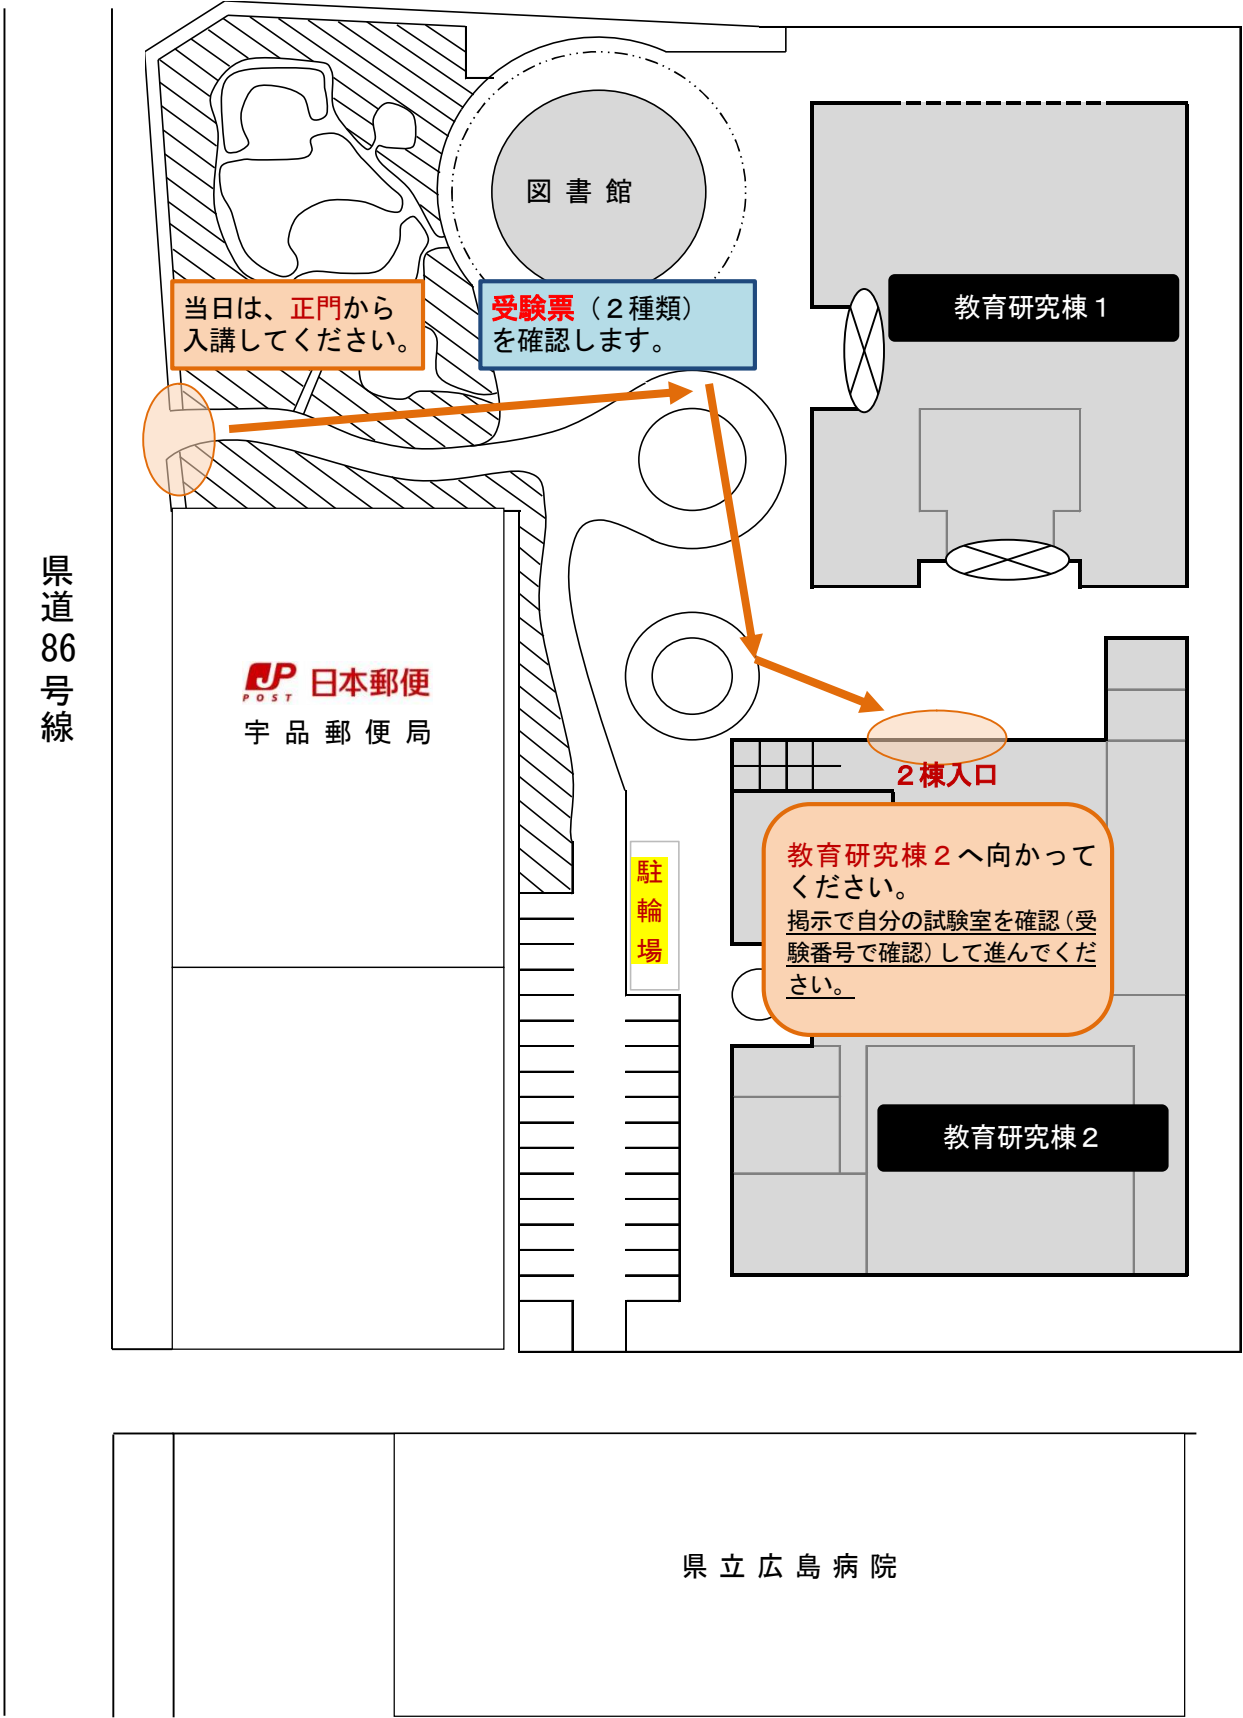 図書館
教育研究棟１
当日は、正門から
入講してください。
受験票（２種類）
を確認します。
県道86号線
JP POST 日本郵便
宇品郵便局
２棟入口
教育研究棟２へ向かって
ください。
掲示で自分の試験室を確認（受
験番号で確認）して進んでくだ
さい。
駐輪場
教育研究棟２
県立広島病院